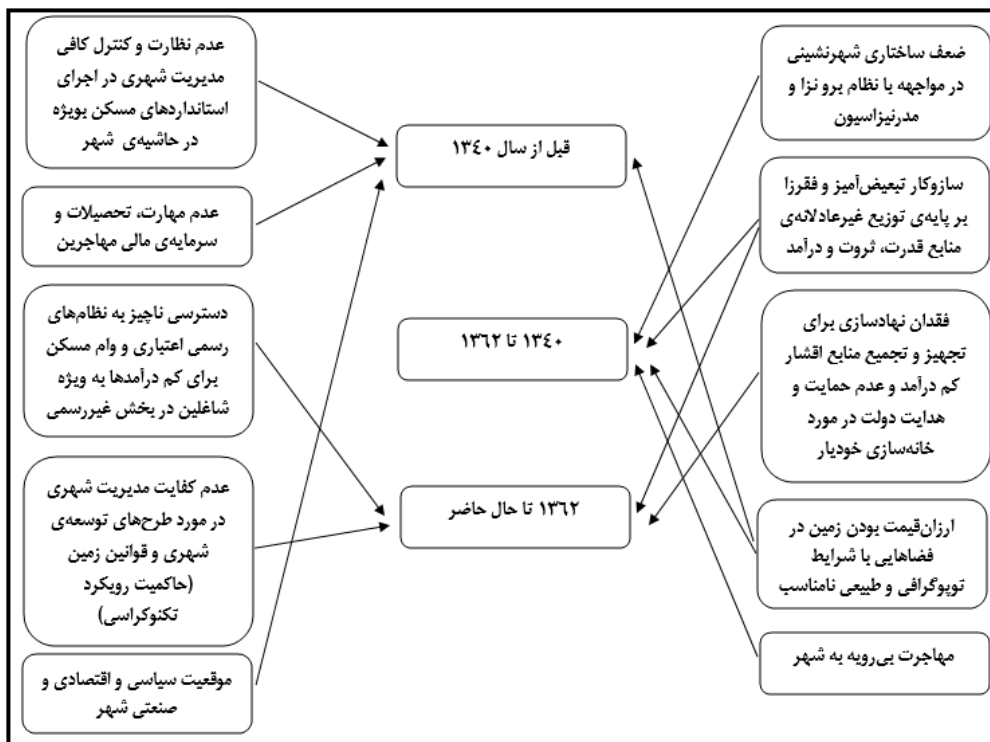 ضعف ساختاری شهرنشینی
در مواجهه با نظام برونزا و
مدرنیزاسیون
سازوکار تبعیض‌آمیز و فقرزا
بر پایه‌ی توزیع غیرعادلانه‌ی
منابع قدرت، ثروت و درآمد
فقدان نهادسازی برای
تجهیز و تجمیع منابع اقشار
کم درآمد و عدم حمایت و
هدایت دولت در مورد
خانه‌سازی خودیار
ارزان‌قیمت بودن زمین در
فضاهایی با شرایط
توپوگرافی و طبیعی نامناسب
مهاجرت بی‌رویه به شهر
قبل از سال ۱۳٤۰
۱۳٤۰ تا ۱۳٦۲
۱۳٦۲ تا حال حاضر
عدم نظارت و کنترل کافی
مدیریت شهری در اجرای
استانداردهای مسکن بویژه
در حاشیه‌ی شهر
عدم مهارت، تحصیلات و
سرمایه‌ی مالی مهاجرین
دسترسی ناچیز به نظام‌های
رسمی اعتباری و وام مسکن
برای کم درآمدها به ویژه
شاغلین در بخش غیررسمی
عدم کفایت مدیریت شهری
در مورد طرح‌های توسعه‌ی
شهری و قوانین زمین
(حاکمیت رویکرد
تکنوکراسی)
موقعیت سیاسی و اقتصادی و
صنعتی شهر